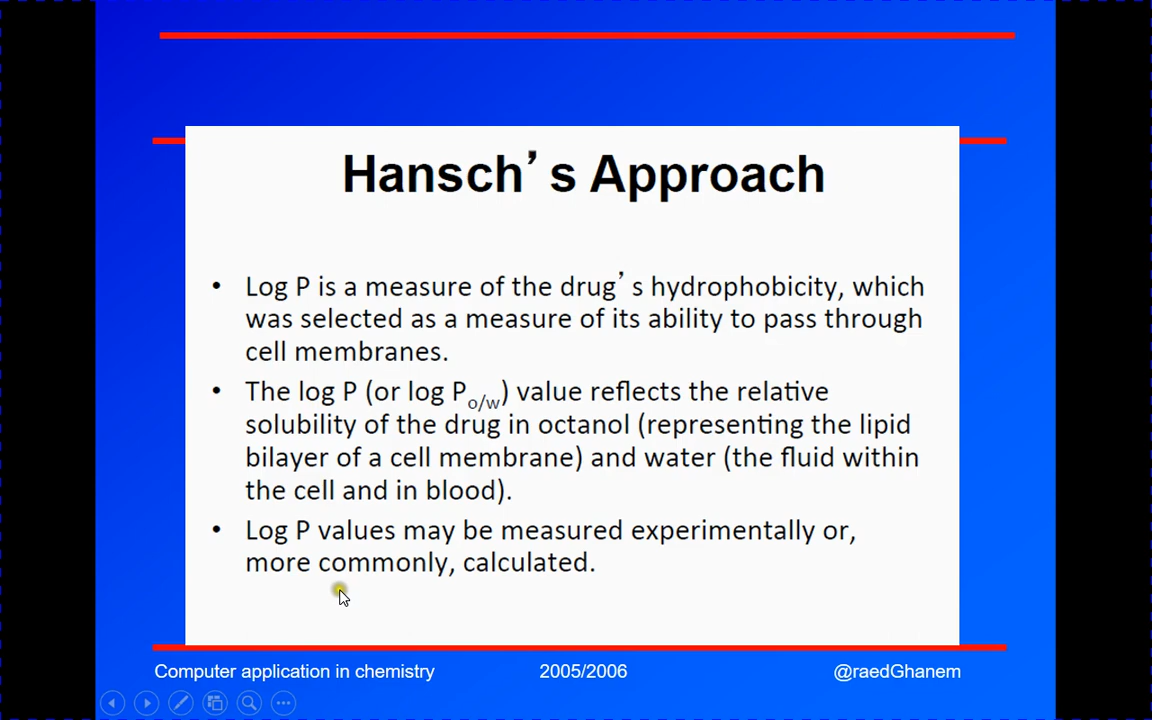 Hansch’s Approach
• Log P is a measure of the drug’s hydrophobicity, which
was selected as a measure of its ability to pass through
cell membranes.
• The log P (or log Po/w) value reflects the relative
solubility of the drug in octanol (representing the lipid
bilayer of a cell membrane) and water (the fluid within
the cell and in blood).
• Log P values may be measured experimentally or,
more commonly, calculated.
Computer application in chemistry 2005/2006 @raedGhanem